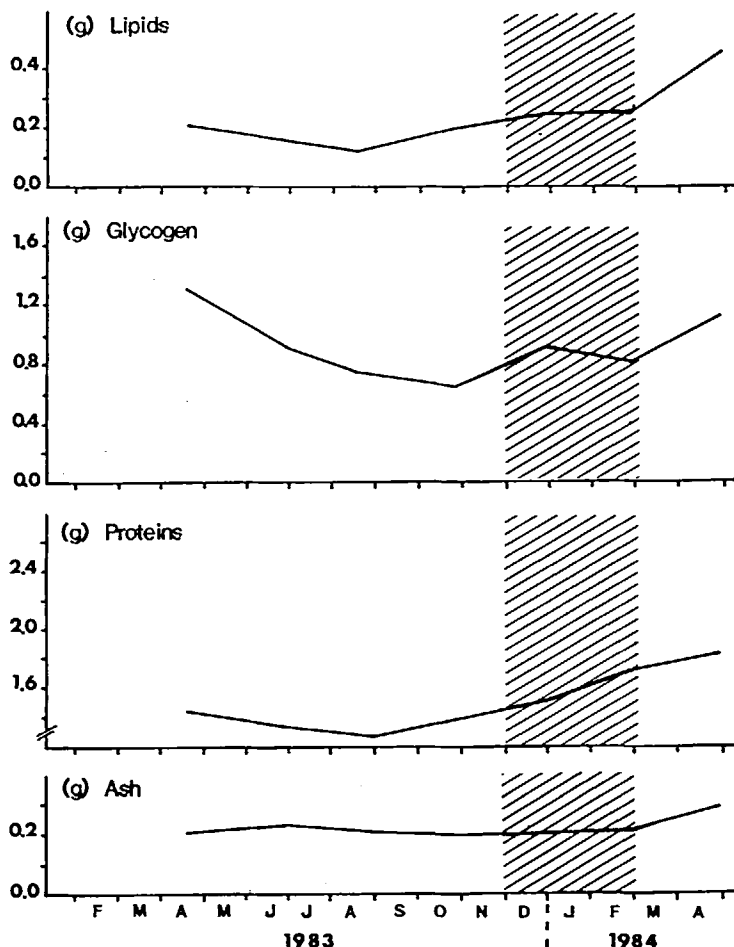 (g) Lipids
0.4
0.2
0.0
(g) Glycogen
1.6
1.2
0.8
0.4
0.0
(g) Proteins
2.4
2.0
1.6
(g) Ash
0.2
0.0
F M A M J J A S O N D J F M A
1983 1984